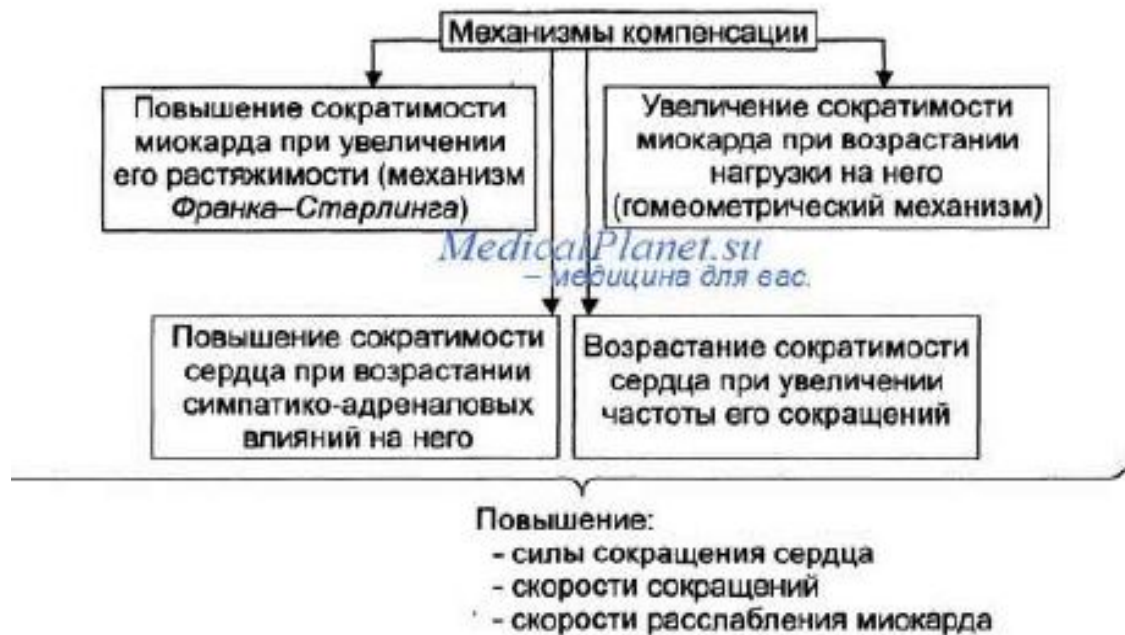 Механизмы компенсации
Повышение сократимости
миокарда при увеличении
его растяжимости (механизм
Франка–Старлинга)
Увеличение сократимости
миокарда при возрастании
нагрузки на него
(гомеометрический механизм)
MedicalPlanet.su
– медицина для вас.
Повышение сократимости
сердца при возрастании
симпатико-адреналовых
влияний на него
Возрастание сократимости
сердца при увеличении
частоты его сокращений
Повышение:
- силы сокращения сердца
- скорости сокращений
- скорости расслабления миокарда